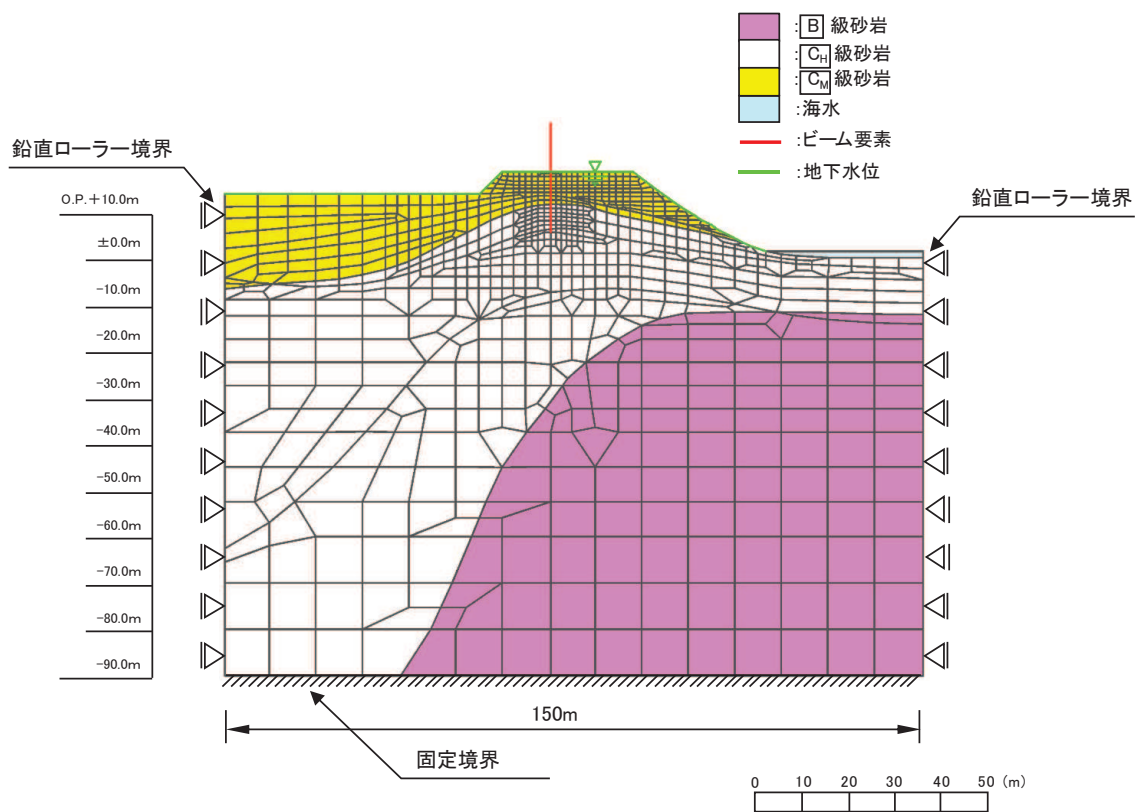 :B 級砂岩
:CH 級砂岩
:CM 級砂岩
:海水
:ビーム要素
:地下水位
鉛直ローラー境界
鉛直ローラー境界
O.P.+10.0m
±0.0m
-10.0m
-20.0m
-30.0m
-40.0m
-50.0m
-60.0m
-70.0m
-80.0m
-90.0m
150m
固定境界
0 10 20 30 40 50 (m)